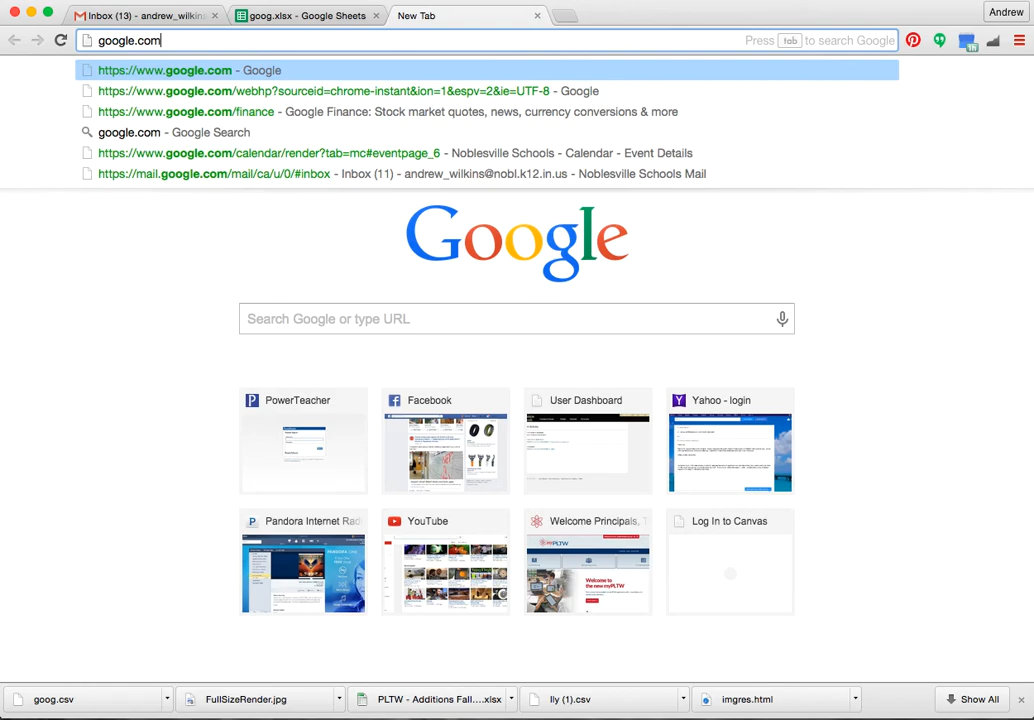 Inbox (13) - andrew_wilkin
goog.xlsx - Google Sheets
New Tab
Andrew
google.com
Press tab to search Google
https://www.google.com - Google
https://www.google.com/webhp?sourceid=chrome-instant&ion=1&espv=2&ie=UTF-8 - Google
https://www.google.com/finance - Google Finance: Stock market quotes, news, currency conversions & more
google.com - Google Search
https://www.google.com/calendar/render?tab=mc#eventpage_6 - Noblesville Schools - Calendar - Event Details
https://mail.google.com/mail/ca/u/0/#inbox - Inbox (11) - andrew_wilkins@nobl.k12.in.us - Noblesville Schools Mail
Google
Search Google or type URL
PowerTeacher
Facebook
User Dashboard
Yahoo - login
Pandora Internet Rad
YouTube
Welcome Principals, T
Log In to Canvas
Welcome to
the new myPLTW
goog.csv
FullSizeRender.jpg
PLTW - Additions Fall....xlsx
lly (1).csv
imgres.html
Show All